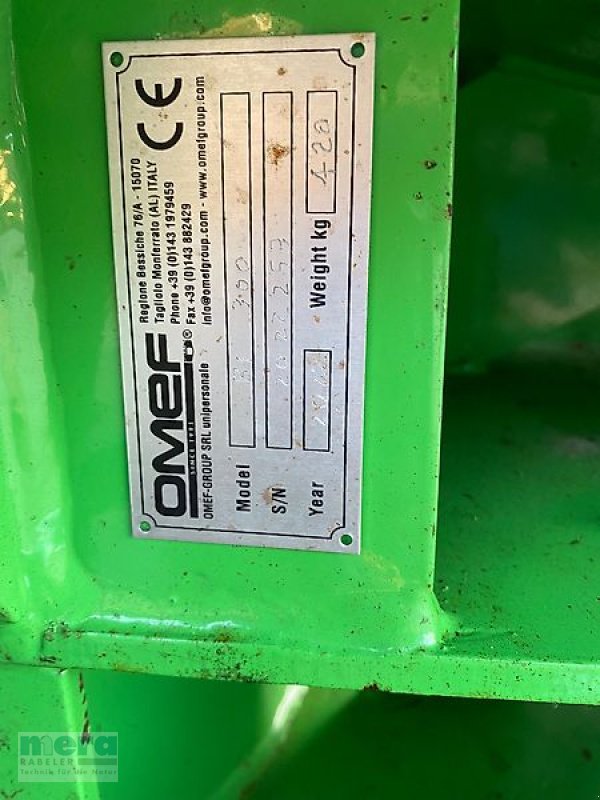 OMEF®
SINCE 1981
OMEF-GROUP SRL unipersonale
Regione Bessiche 76/A - 15070
Tagliolo Monferrato (AL) ITALY
Phone +39 (0)143 1979459
Fax +39 (0)143 882429
info@omefgroup.com - www.omefgroup.com
CE
Model 300
S/N
Year 2022 Weight kg 420
mera
RABELER
Technik für die Natur